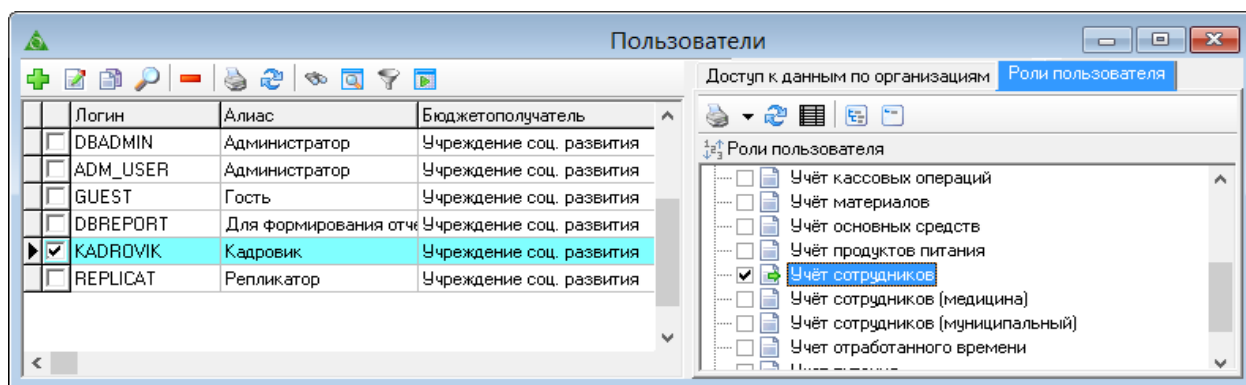 Пользователи
Доступ к данным по организациям Роли пользователя
Логин Алиас Бюджетополучатель
DBADMIN Администратор Учреждение соц. развития
ADM_USER Администратор Учреждение соц. развития
GUEST Гость Учреждение соц. развития
DBREPORT Для формирования отче Учреждение соц. развития
KADROVIK Кадровик Учреждение соц. развития
REPLICAT Репликатор Учреждение соц. развития
Роли пользователя
Учёт кассовых операций
Учёт материалов
Учёт основных средств
Учёт продуктов питания
Учёт сотрудников
Учёт сотрудников (медицина)
Учёт сотрудников (муниципальный)
Учет отработанного времени